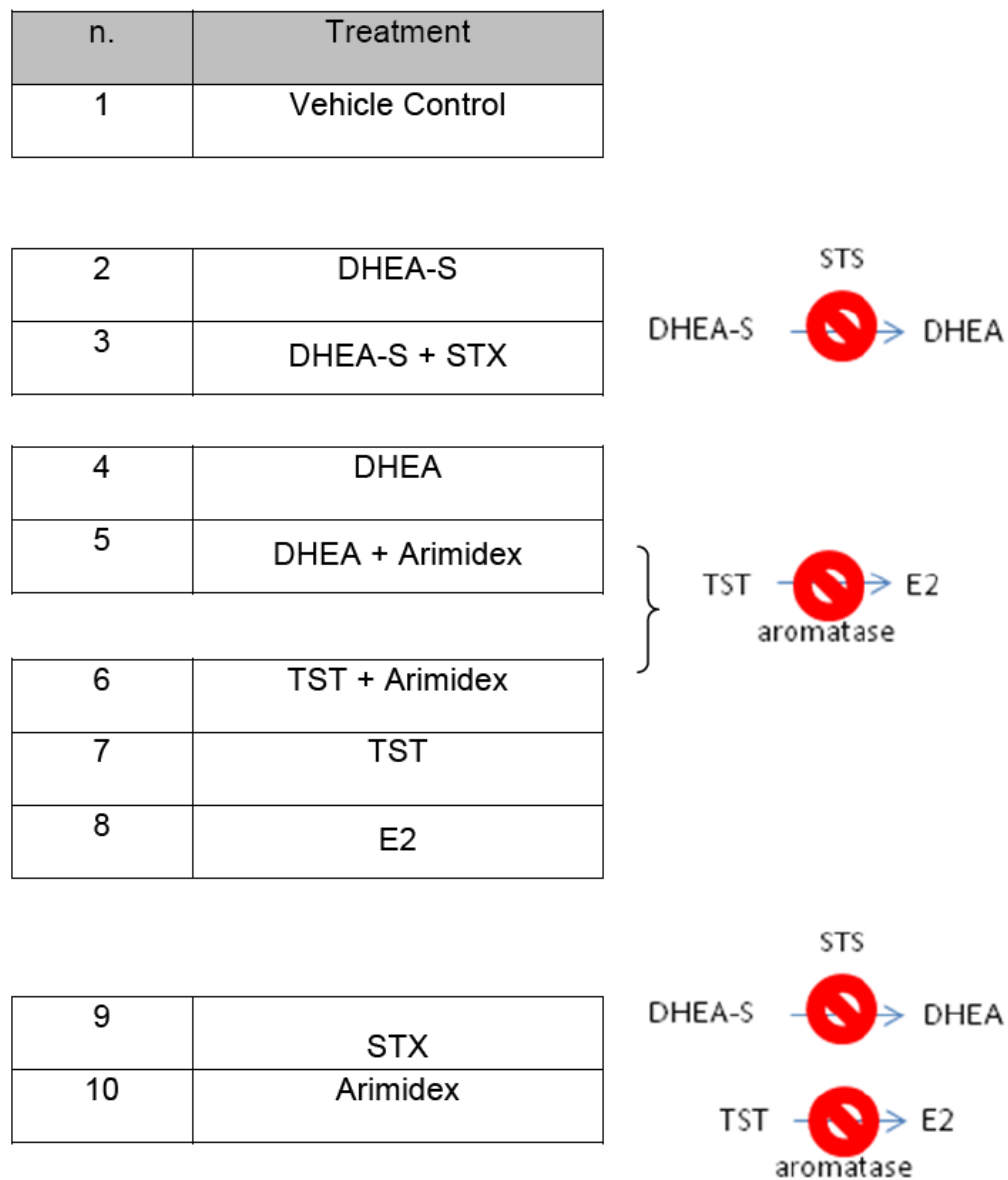 n. Treatment
1 Vehicle Control
2 DHEA-S
3 DHEA-S + STX
STS
DHEA-S DHEA
4 DHEA
5 DHEA + Arimidex
6 TST + Arimidex
7 TST
8 E2
TST E2
aromatase
9 STX
10 Arimidex
STS
DHEA-S DHEA
TST E2
aromatase